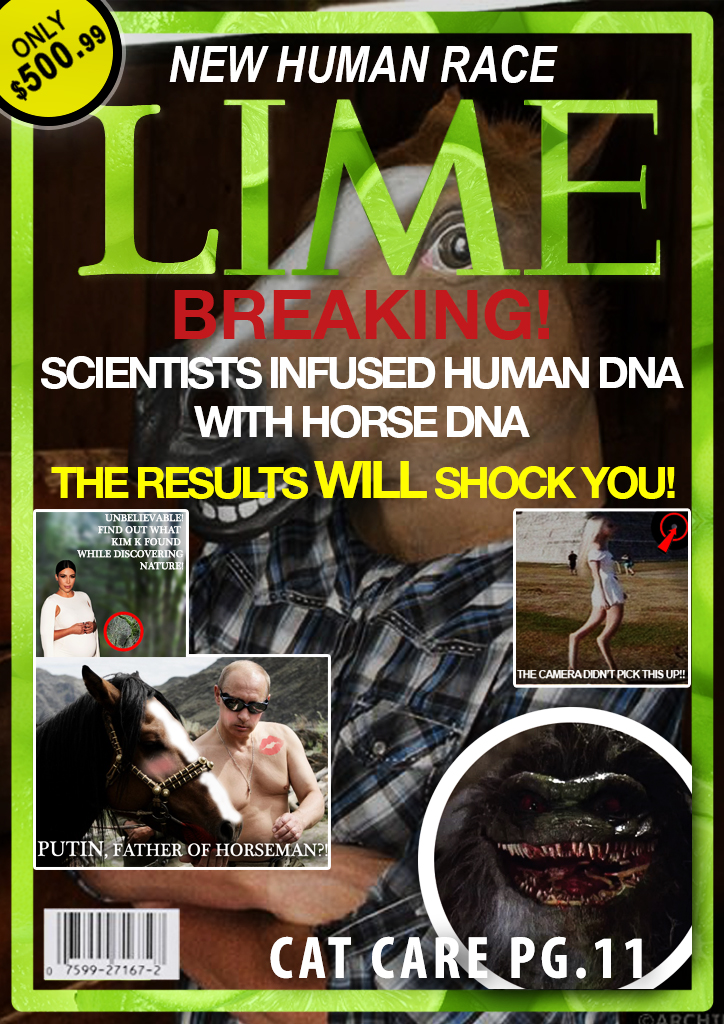 ONLY
$500.99
NEW HUMAN RACE
LIME
BREAKING!
SCIENTISTS INFUSED HUMAN DNA
WITH HORSE DNA
THE RESULTS WILL SHOCK YOU!
UNBELIEVABLE!
FIND OUT WHAT
KIM K FOUND
WHILE DISCOVERING
NATURE!
THE CAMERA DIDN'T PICK THIS UP!!
PUTIN, FATHER OF HORSEMAN?!
0 7599-27167-2
CAT CARE PG.11
©ARCHI